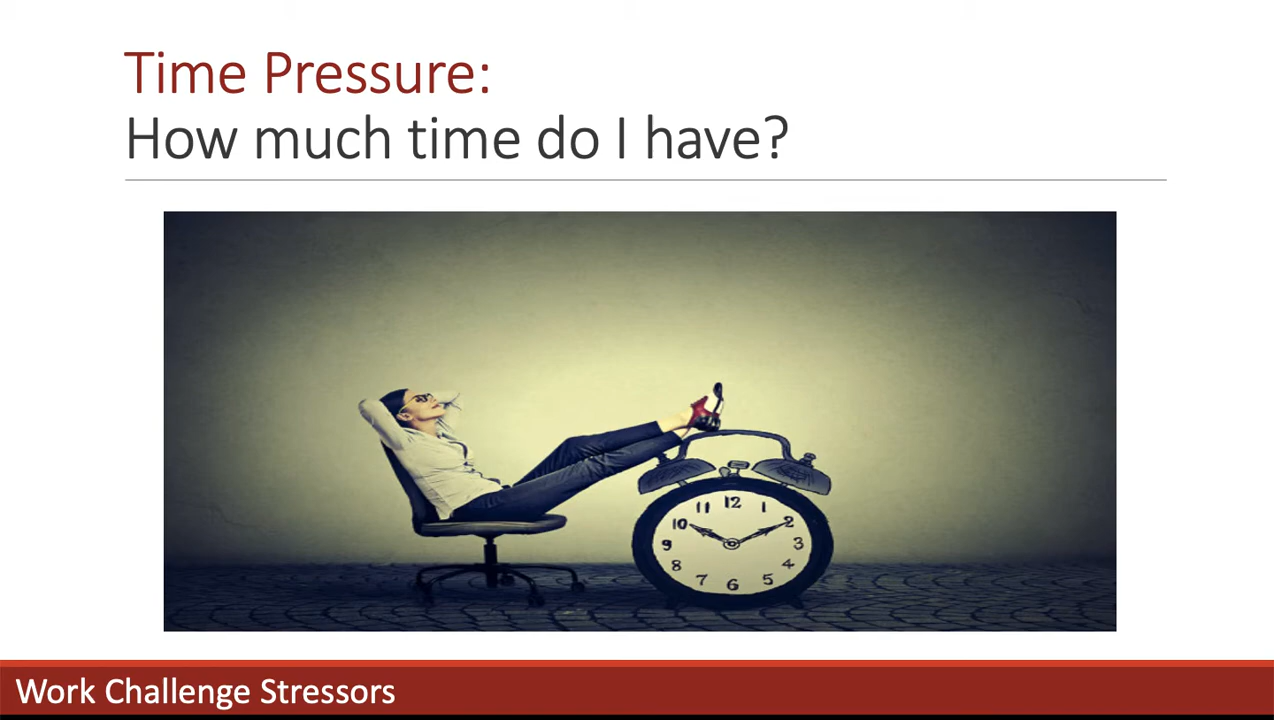 Time Pressure:
How much time do I have?
11 12 1
10 2
9 3
8 4
7 6 5
Work Challenge Stressors